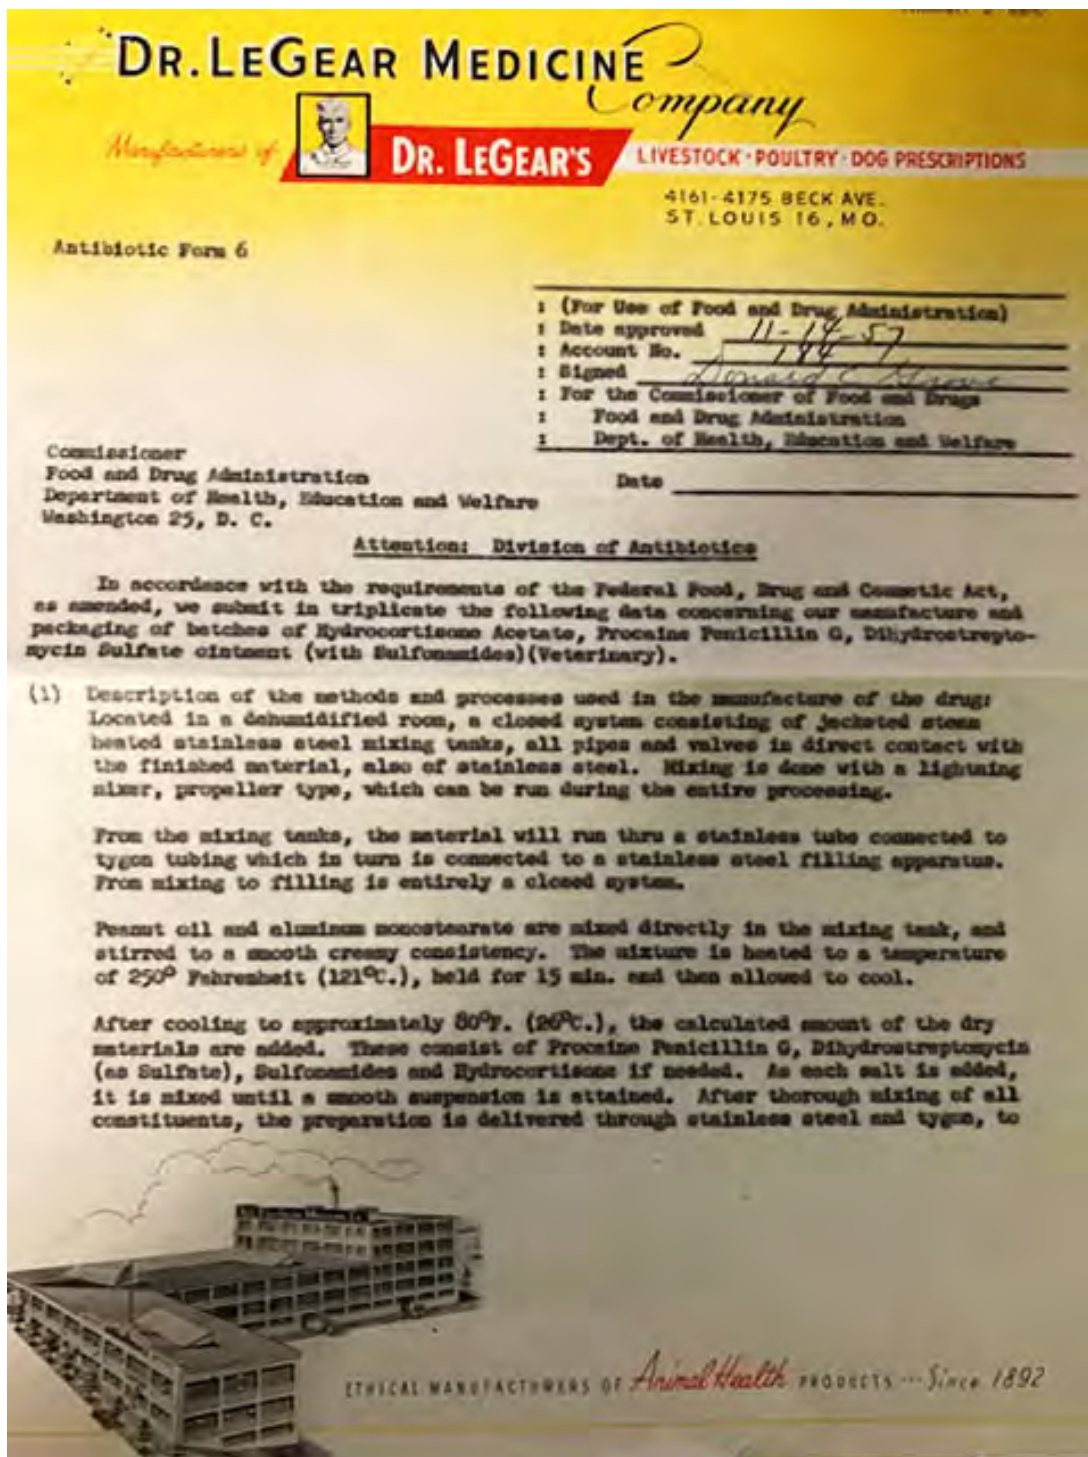 DR. LEGEAR MEDICINE
Company
Manufacturers of
DR. LEGEAR'S
LIVESTOCK · POULTRY · DOG PRESCRIPTIONS
4161-4175 BECK AVE.
ST. LOUIS 16, MO.
Antibiotic Form 6
: (For Use of Food and Drug Administration)
: Date approved 11-14-57
: Account No.
: Signed Donald C Grove
: For the Commissioner of Food and Drugs
: Food and Drug Administration
: Dept. of Health, Education and Welfare
Commissioner
Food and Drug Administration
Department of Health, Education and Welfare
Washington 25, D. C.
Date
Attention: Division of Antibiotics
In accordance with the requirements of the Federal Food, Drug and Cosmetic Act,
as amended, we submit in triplicate the following data concerning our manufacture and
packaging of batches of Hydrocortisone Acetate, Procaine Penicillin G, Dihydrostrepto-
mycin Sulfate ointment (with Sulfonamides)(Veterinary).
(1) Description of the methods and processes used in the manufacture of the drug:
Located in a dehumidified room, a closed system consisting of jacketed steam
heated stainless steel mixing tanks, all pipes and valves in direct contact with
the finished material, also of stainless steel. Mixing is done with a lightning
mixer, propeller type, which can be run during the entire processing.
From the mixing tanks, the material will run thru a stainless tube connected to
tygon tubing which in turn is connected to a stainless steel filling apparatus.
From mixing to filling is entirely a closed system.
Peanut oil and aluminum monostearate are mixed directly in the mixing tank, and
stirred to a smooth creamy consistency. The mixture is heated to a temperature
of 250° Fahrenheit (121°C.), held for 15 min. and then allowed to cool.
After cooling to approximately 80°F. (26°C.), the calculated amount of the dry
materials are added. These consist of Procaine Penicillin G, Dihydrostreptomycin
(as Sulfate), Sulfonamides and Hydrocortisone if needed. As each salt is added,
it is mixed until a smooth suspension is attained. After thorough mixing of all
constituents, the preparation is delivered through stainless steel and tygon, to
ETHICAL MANUFACTURERS OF Animal Health PRODUCTS ··· Since 1892